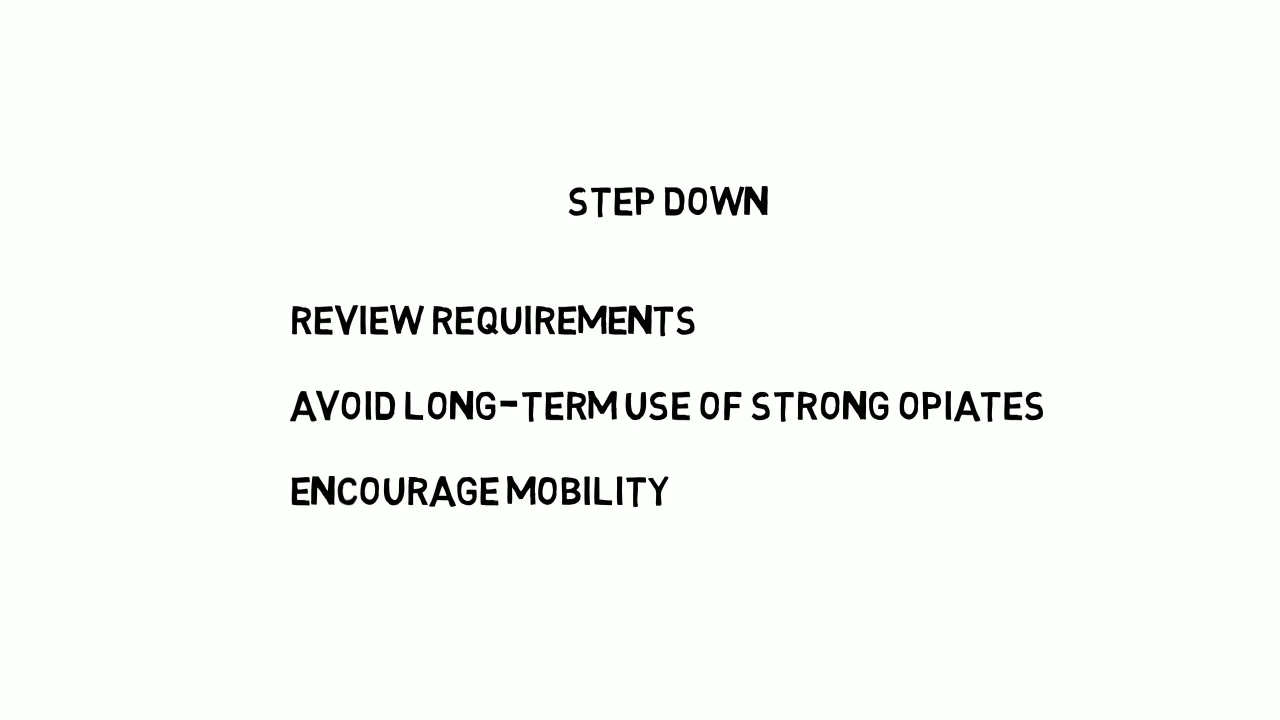 STEP DOWN
REVIEW REQUIREMENTS
AVOID LONG-TERM USE OF STRONG OPIATES
ENCOURAGE MOBILITY